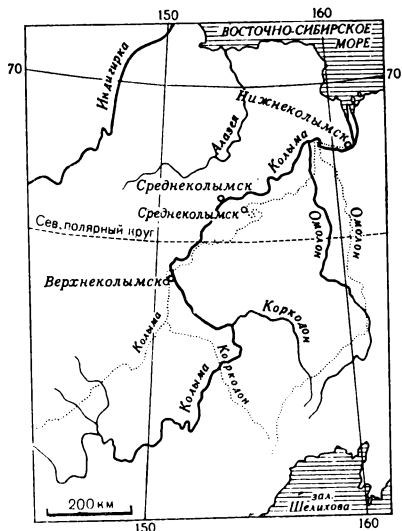 150
160
ВОСТОЧНО-СИБИРСКОЕ
МОРЕ
70
70
Индигирка
Алазея
Нижнеколымск
Колыма
Среднеколымск
Среднеколымск
Сев. полярный круг
Омолон
Омолон
Верхнеколымск
Колыма
Коркодон
Коркодон
Колыма
200 км
зал.
Шелихова
150
160